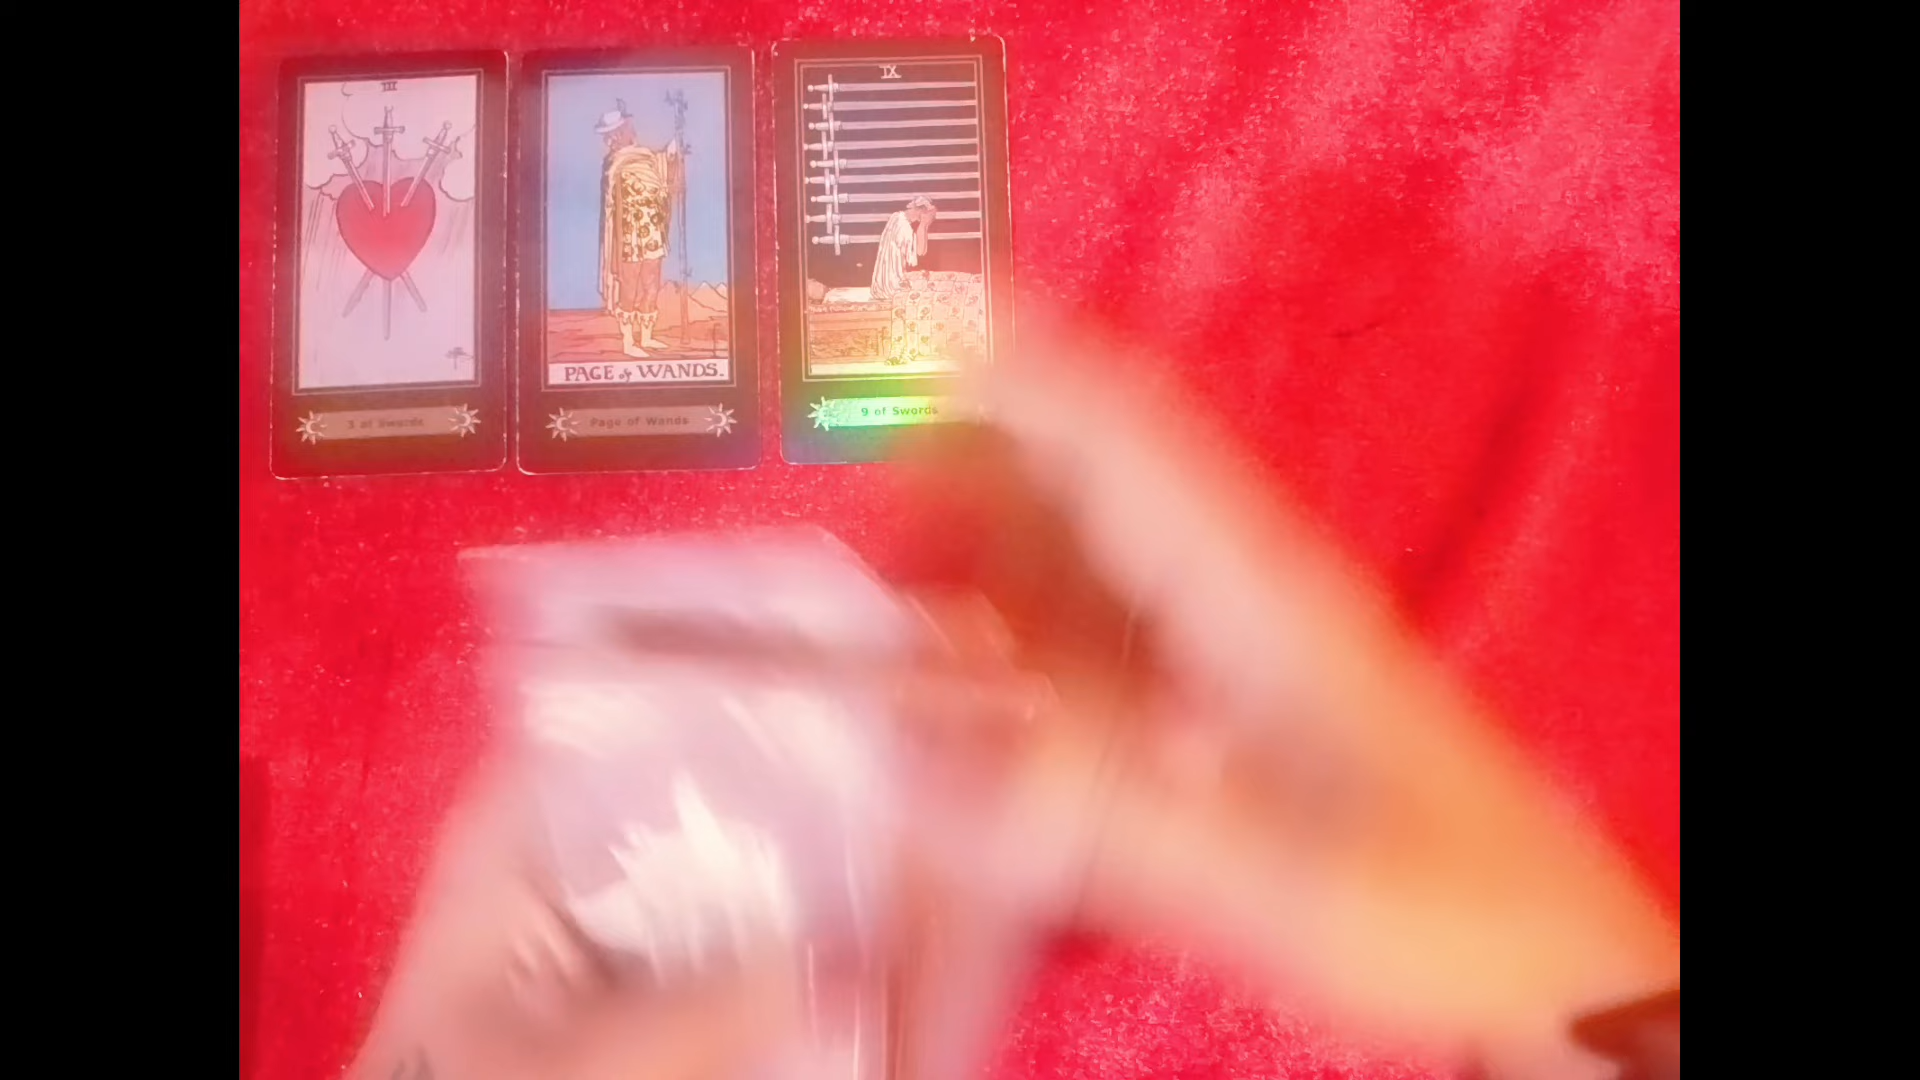 III
3 of Swords
PAGE of WANDS.
Page of Wands
IX
9 of Swords